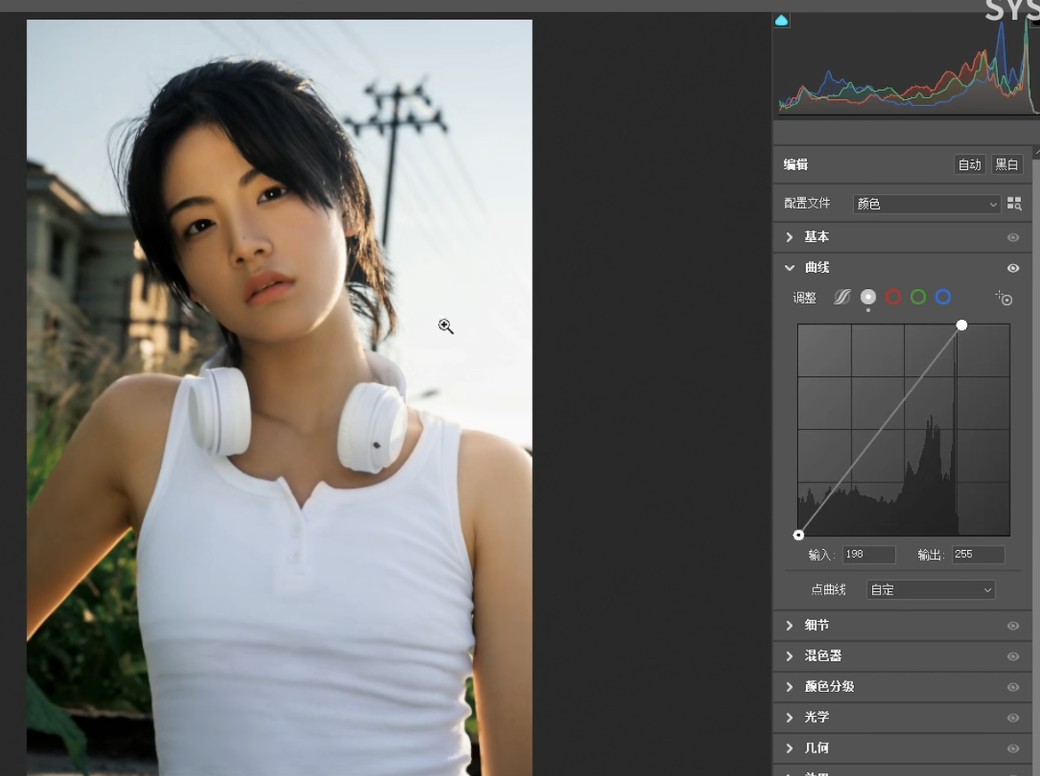 SYS
编辑
自动
黑白
配置文件
颜色
基本
曲线
调整
输入: 198
输出: 255
点曲线
自定
细节
混色器
颜色分级
光学
几何